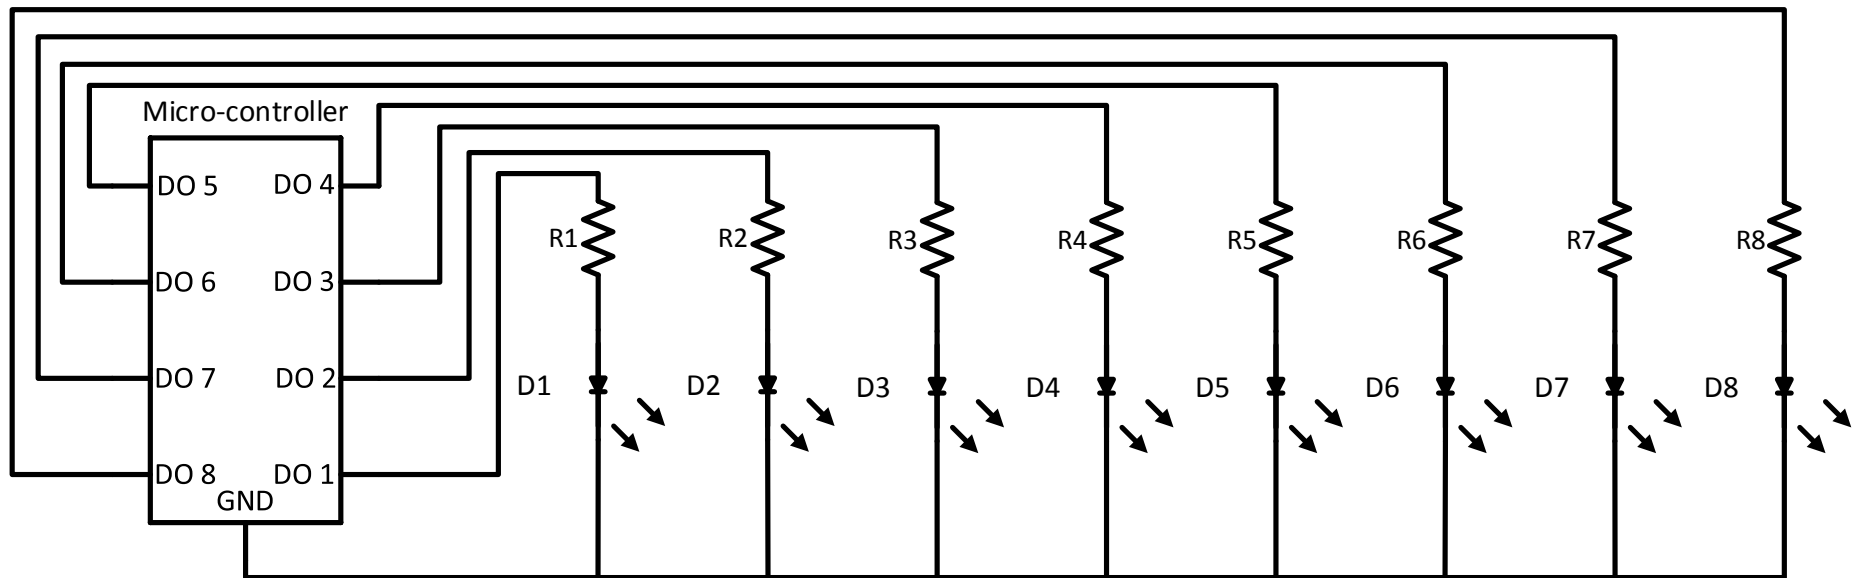 Micro-controller
DO 5 DO 4
DO 6 DO 3
DO 7 DO 2
DO 8 DO 1
GND
R1 R2 R3 R4 R5 R6 R7 R8
D1 D2 D3 D4 D5 D6 D7 D8